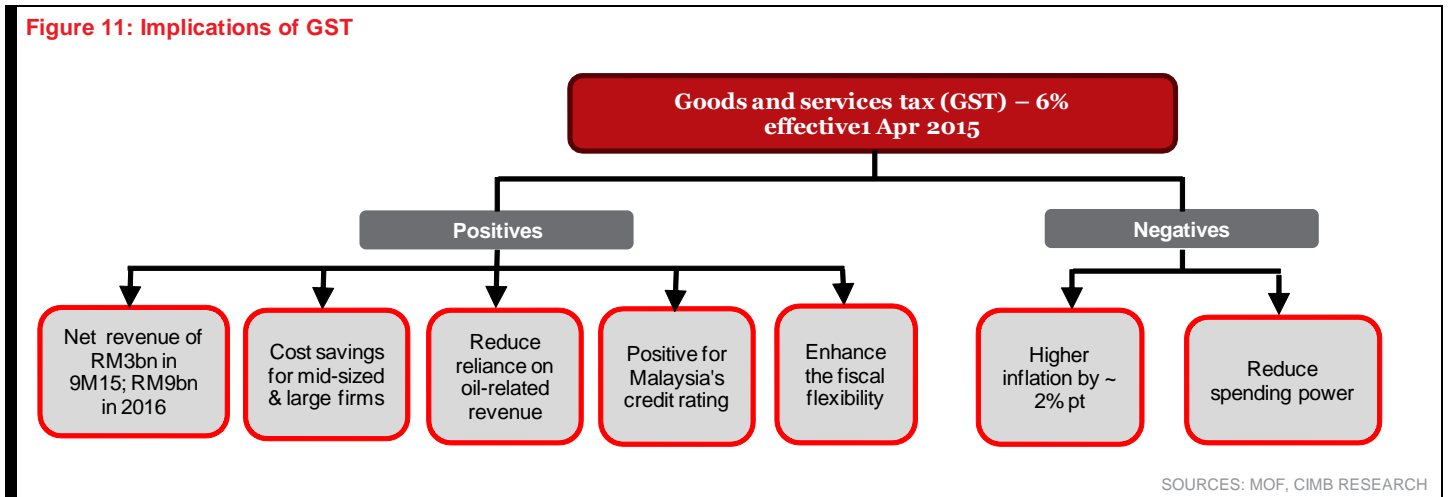 Figure 11: Implications of GST
Goods and services tax (GST) – 6%
effective1 Apr 2015
Positives
Negatives
Net revenue of
RM3bn in
9M15; RM9bn
in 2016
Cost savings
for mid-sized
& large firms
Reduce
reliance on
oil-related
revenue
Positive for
Malaysia's
credit rating
Enhance
the fiscal
flexibility
Higher
inflation by ~
2% pt
Reduce
spending power
SOURCES: MOF, CIMB RESEARCH